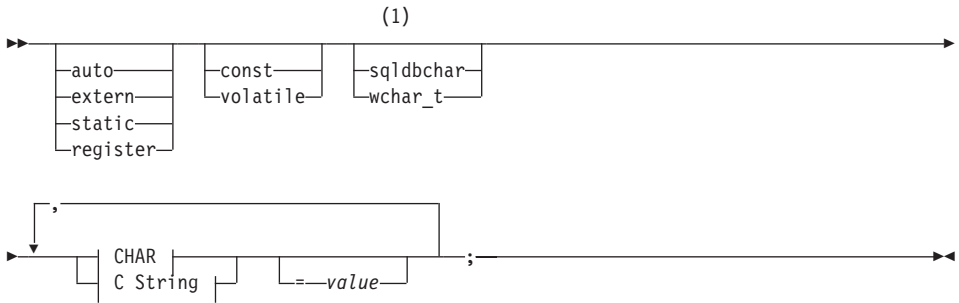 (1)
auto const sqldbchar
extern volatile wchar_t
static
register
,
CHAR ;
C String = value